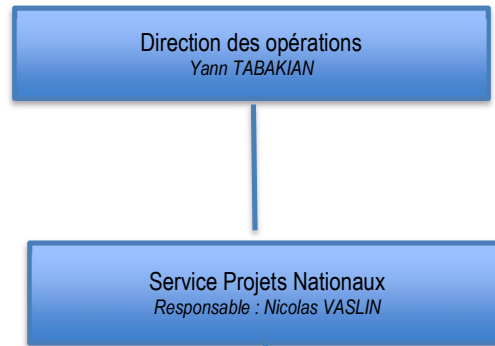 Direction des opérations
Yann TABAKIAN
Service Projets Nationaux
Responsable : Nicolas VASLIN